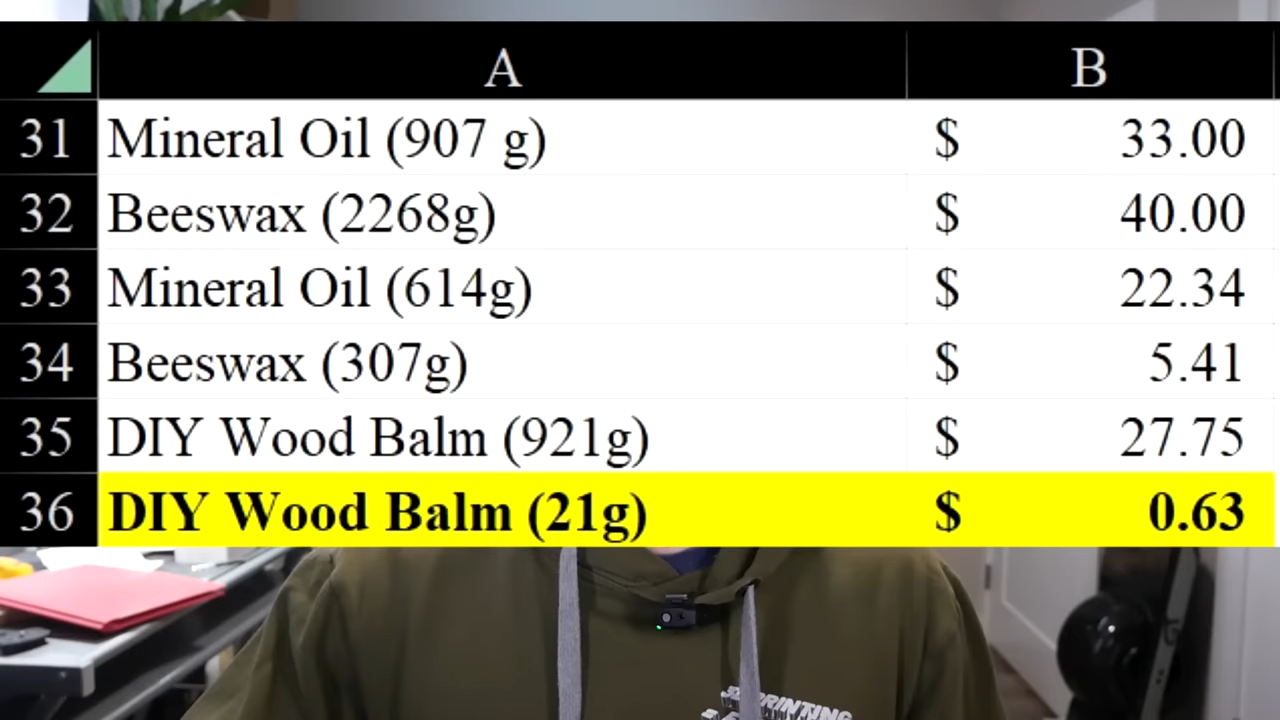 A B
31 Mineral Oil (907 g) $ 33.00
32 Beeswax (2268g) $ 40.00
33 Mineral Oil (614g) $ 22.34
34 Beeswax (307g) $ 5.41
35 DIY Wood Balm (921g) $ 27.75
36 DIY Wood Balm (21g) $ 0.63